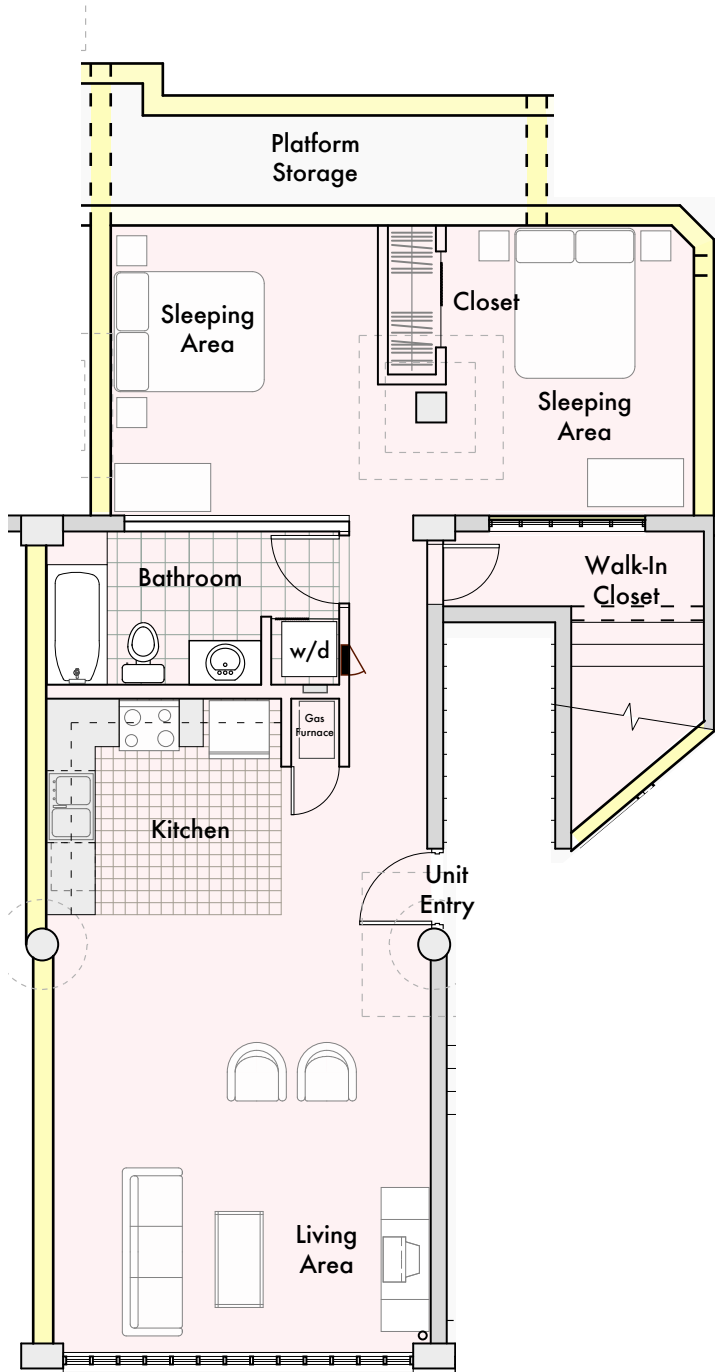 Platform
Storage
Sleeping
Area
Closet
Sleeping
Area
Bathroom
Walk-In
Closet
w/d
Gas
Furnace
Kitchen
Unit
Entry
Living
Area